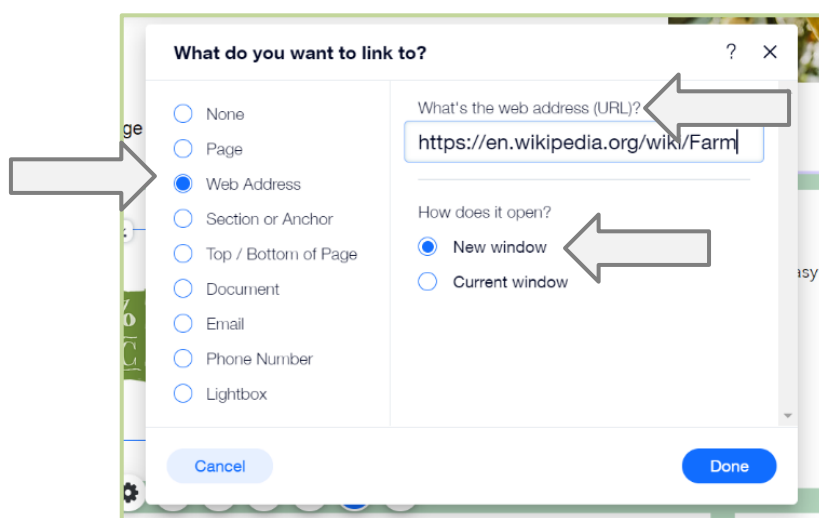 What do you want to link to?
?
None
Page
Web Address
Section or Anchor
Top / Bottom of Page
Document
Email
Phone Number
Lightbox
What's the web address (URL)?
https://en.wikipedia.org/wiki/Farm
How does it open?
New window
Current window
Cancel
Done
ge
%
C
asy